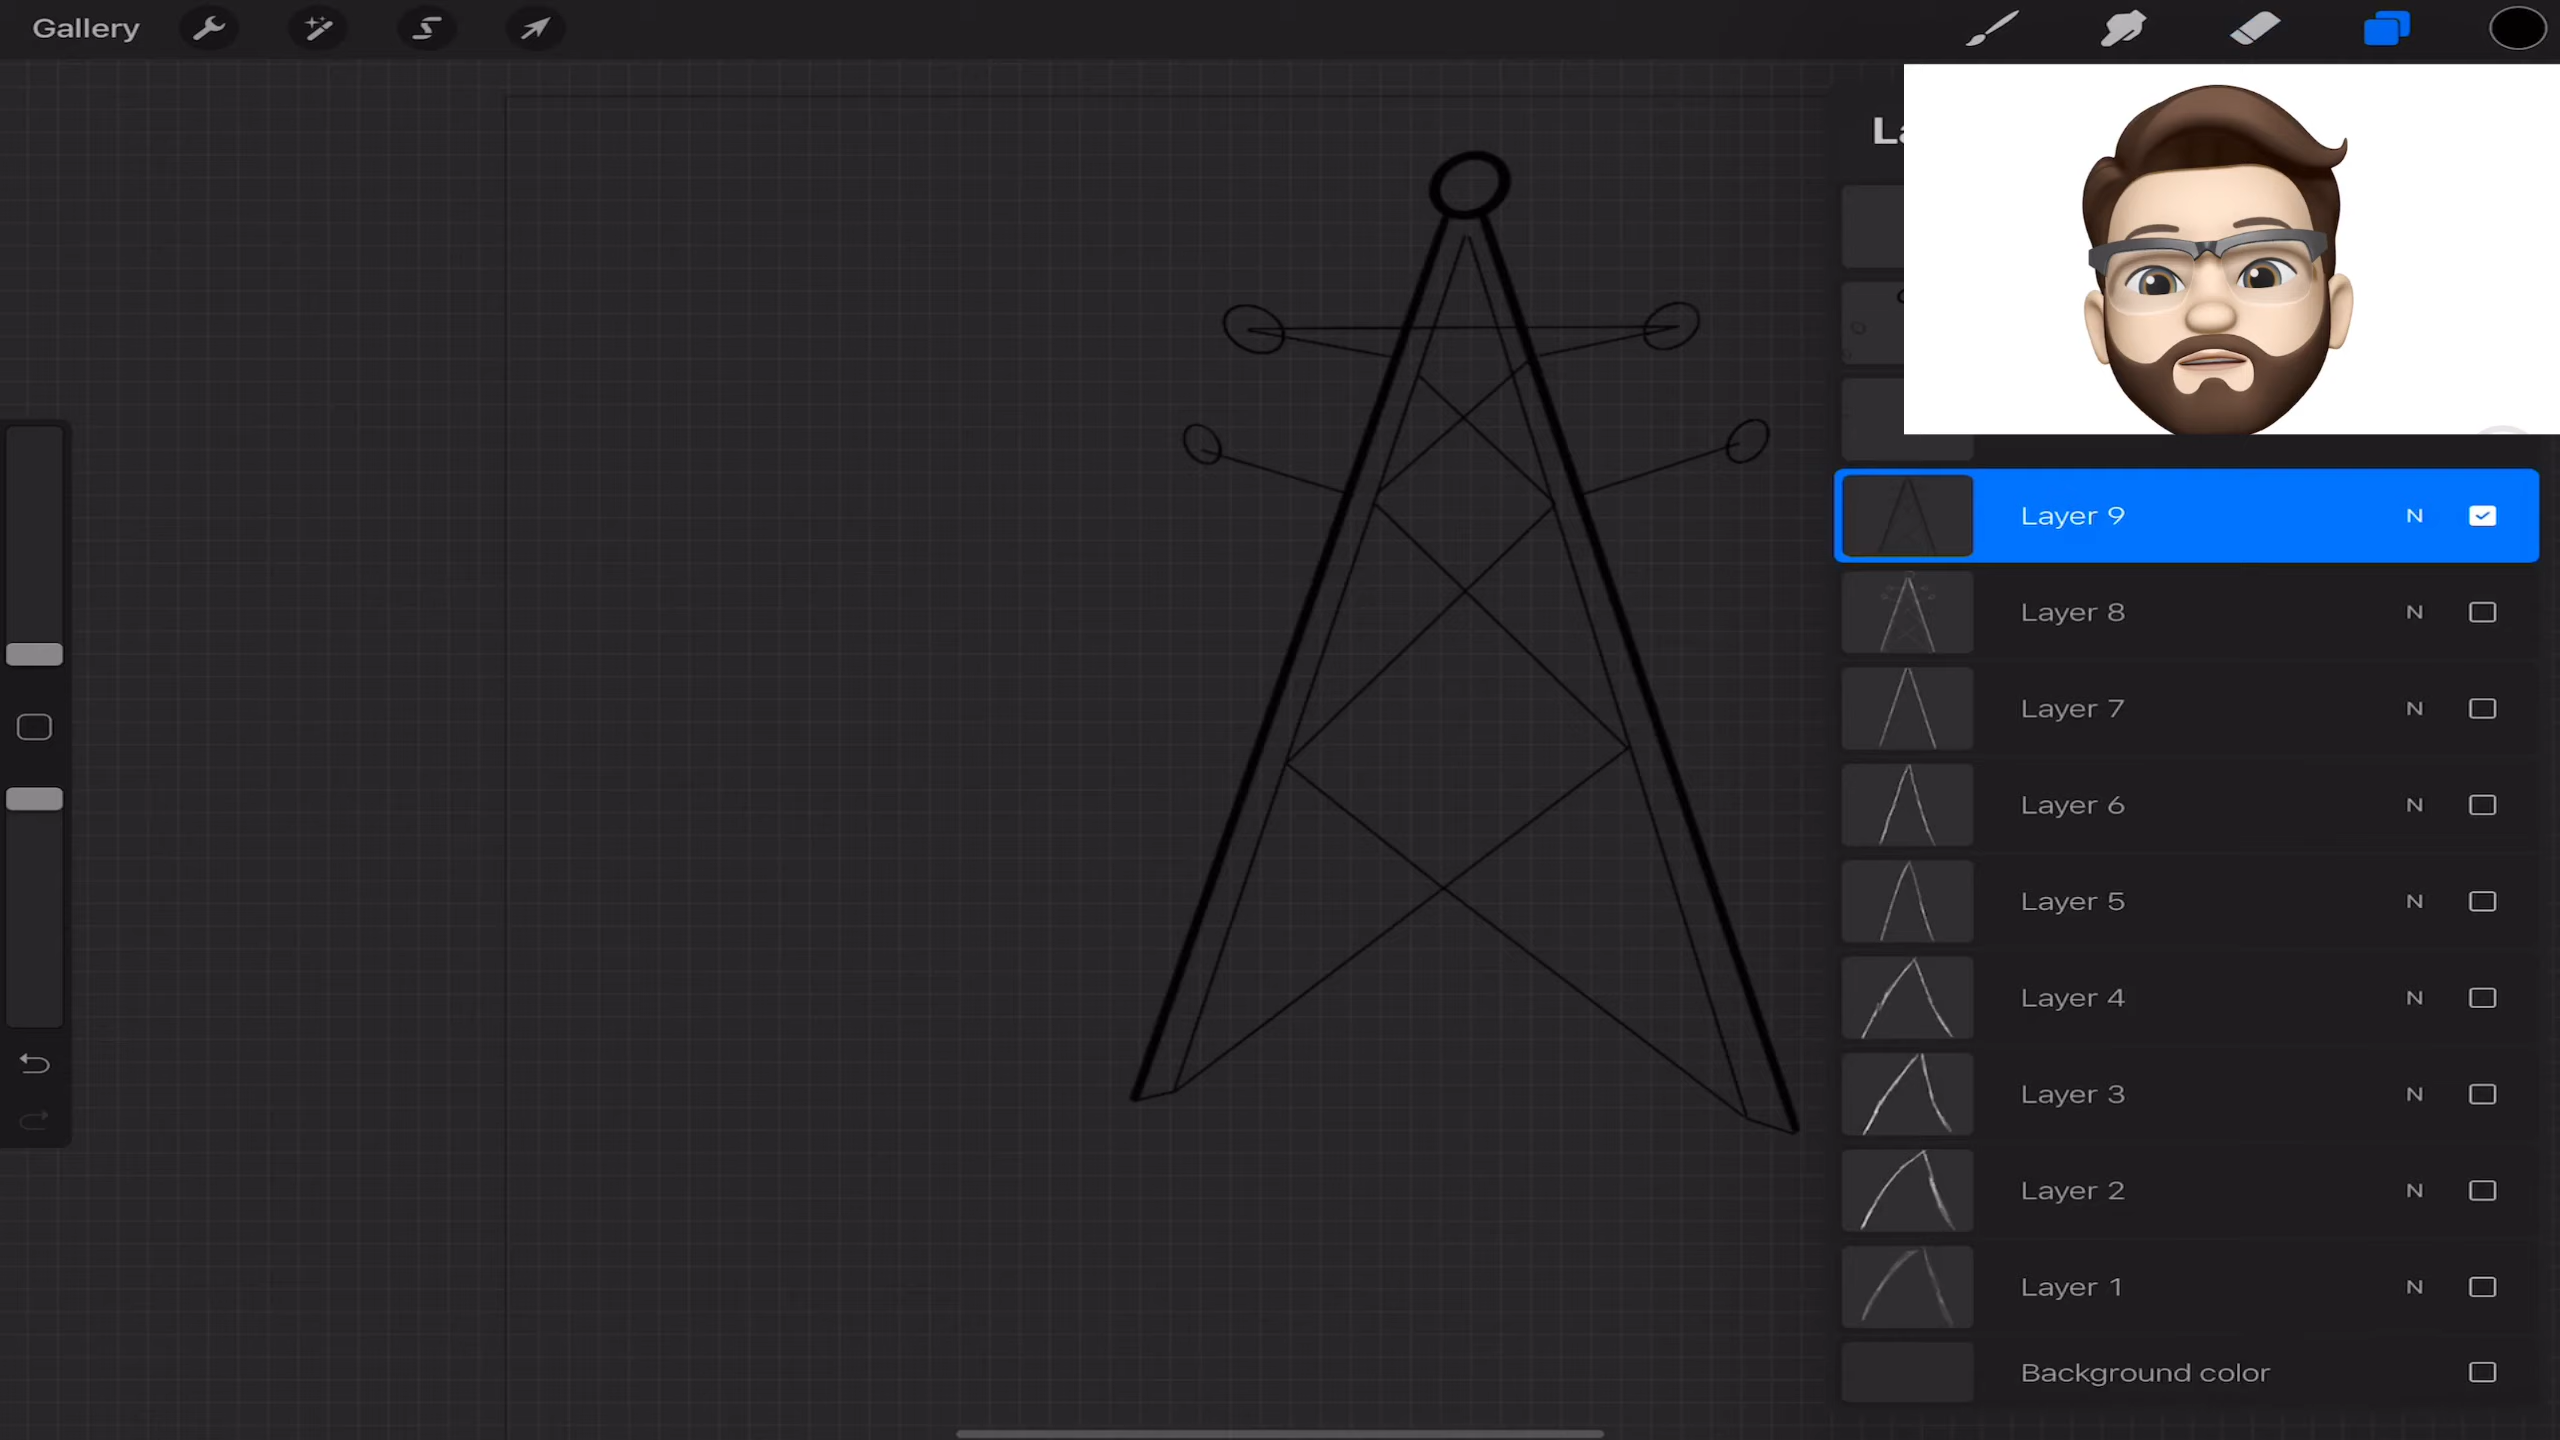 Gallery
Layer 9 N
Layer 8 N
Layer 7 N
Layer 6 N
Layer 5 N
Layer 4 N
Layer 3 N
Layer 2 N
Layer 1 N
Background color